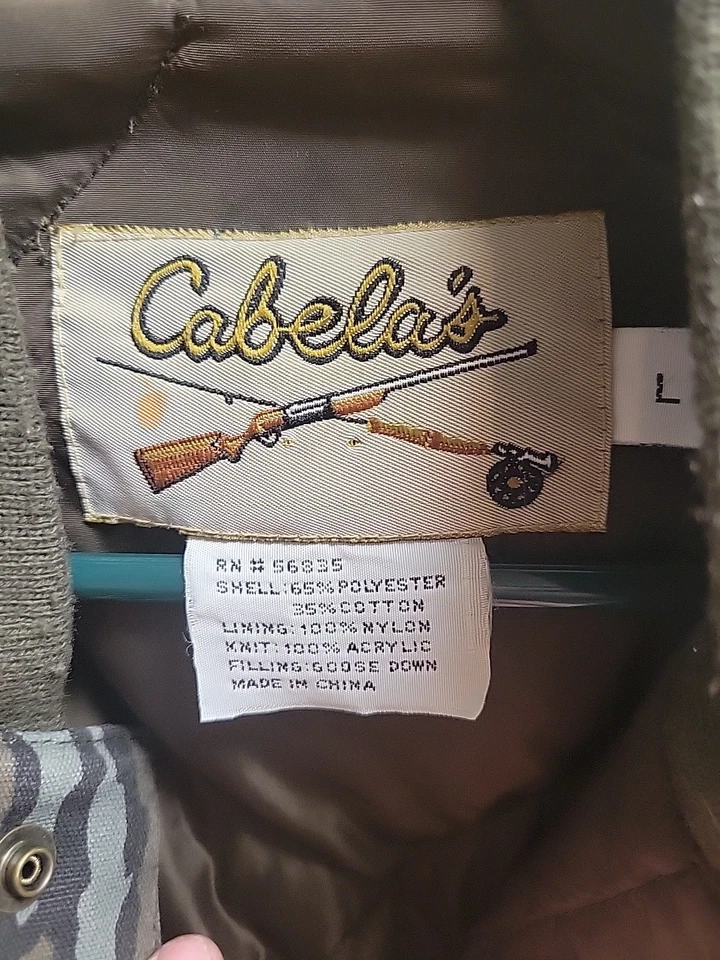 Cabela's
L
RN # 56835
SHELL: 65% POLYESTER
35% COTTON
LINING: 100% NYLON
KNIT: 100% ACRYLIC
FILLING: GOOSE DOWN
MADE IN CHINA